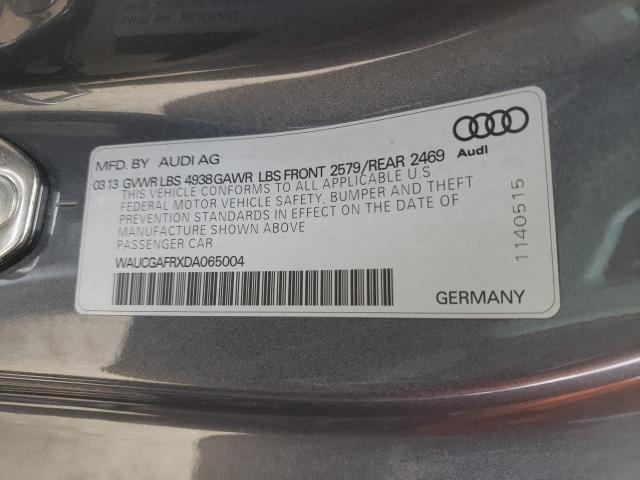 MFD. BY AUDI AG
03 13 GVWR LBS 4938 GAWR LBS FRONT 2579/REAR 2469
THIS VEHICLE CONFORMS TO ALL APPLICABLE U.S.
FEDERAL MOTOR VEHICLE SAFETY, BUMPER AND THEFT
PREVENTION STANDARDS IN EFFECT ON THE DATE OF
MANUFACTURE SHOWN ABOVE
PASSENGER CAR
WAUCGAFRXDA065004
Audi
1140515
GERMANY